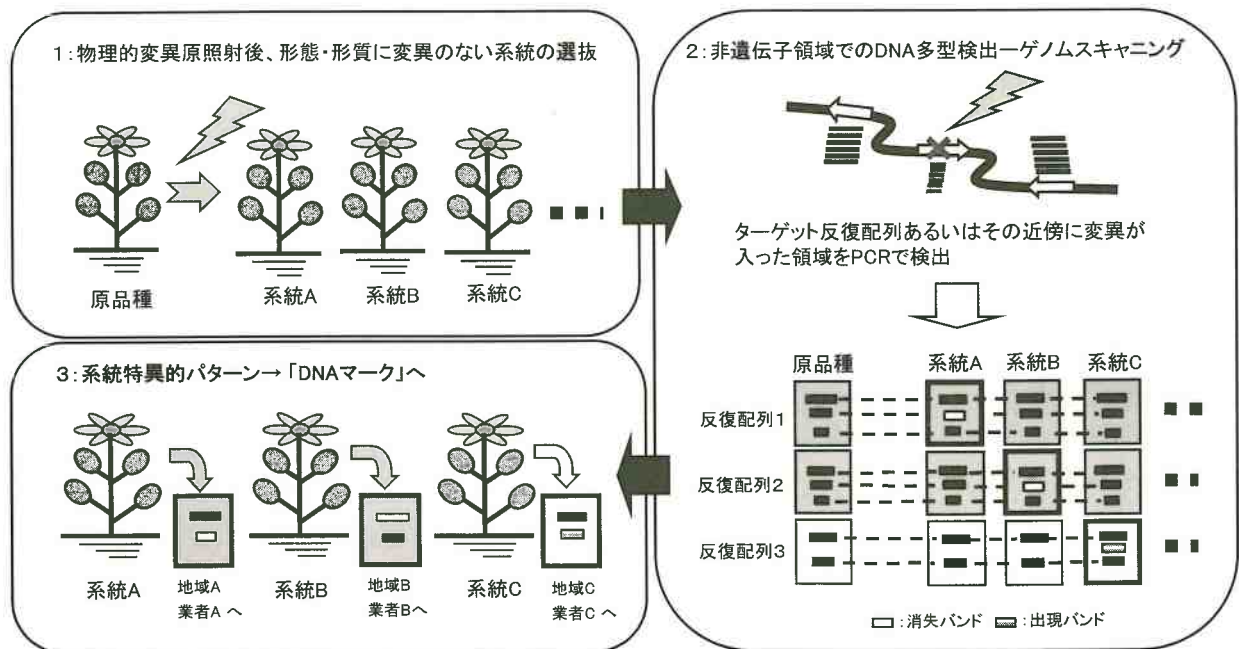 1：物理的変異原照射後、形態・形質に変異のない系統の選抜
原品種
系統A
系統B
系統C
2：非遺伝子領域でのDNA多型検出ーゲノムスキャニング
ターゲット反復配列あるいはその近傍に変異が
入った領域をPCRで検出
原品種
系統A
系統B
系統C
反復配列1
反復配列2
反復配列3
：消失バンド
：出現バンド
3：系統特異的パターン→「DNAマーク」へ
系統A
地域A
業者A へ
系統B
地域B
業者Bへ
系統C
地域C
業者C へ